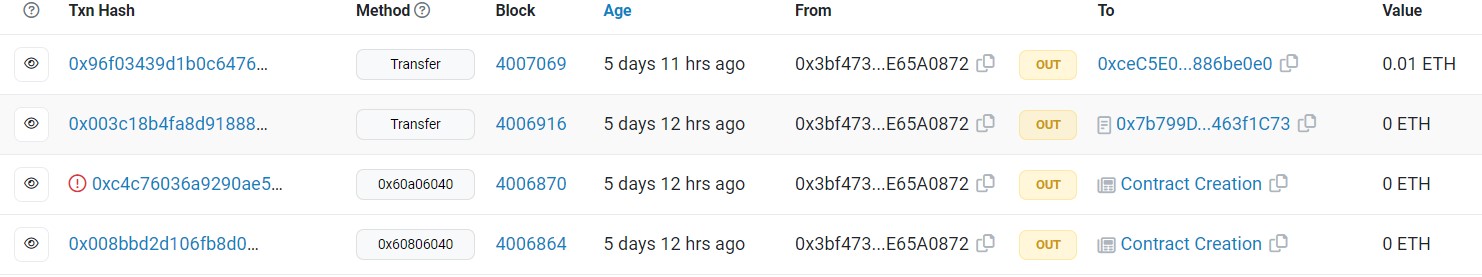 Txn Hash Method Block Age From To Value
0x96f03439d1b0c6476... Transfer 4007069 5 days 11 hrs ago 0x3bf473...E65A0872 OUT 0xceC5E0...886be0e0 0.01 ETH
0x003c18b4fa8d91888... Transfer 4006916 5 days 12 hrs ago 0x3bf473...E65A0872 OUT 0x7b799D...463f1C73 0 ETH
0xc4c76036a9290ae5... 0x60a06040 4006870 5 days 12 hrs ago 0x3bf473...E65A0872 OUT Contract Creation 0 ETH
0x008bbd2d106fb8d0... 0x60806040 4006864 5 days 12 hrs ago 0x3bf473...E65A0872 OUT Contract Creation 0 ETH